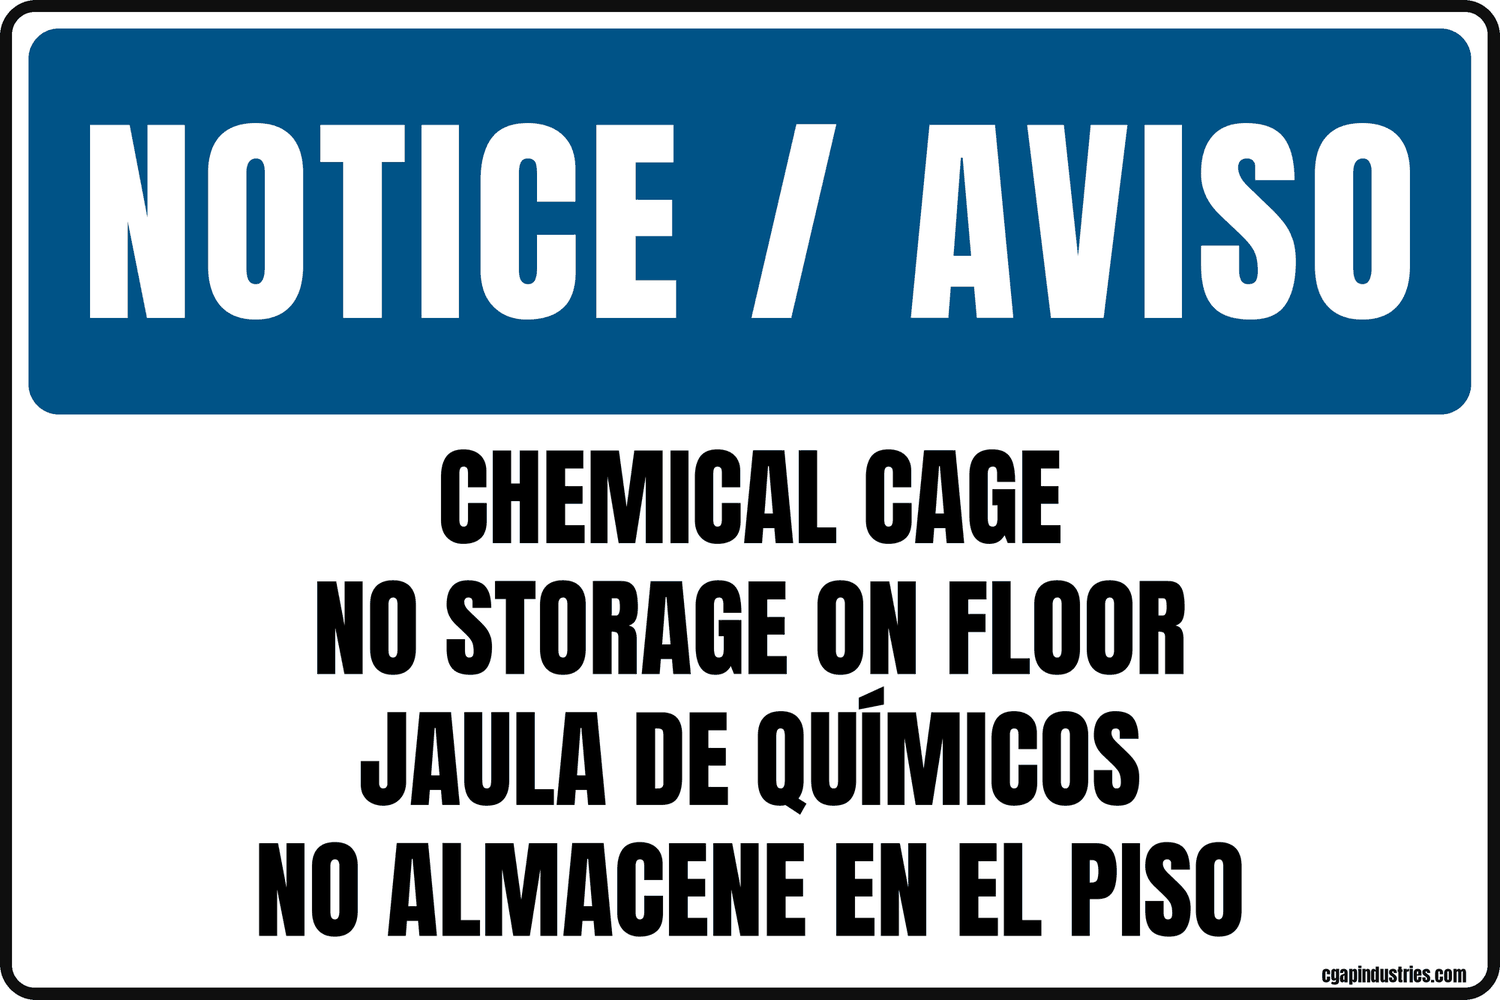 NOTICE / AVISO
CHEMICAL CAGE
NO STORAGE ON FLOOR
JAULA DE QUÍMICOS
NO ALMACENE EN EL PISO
cgapindustries.com